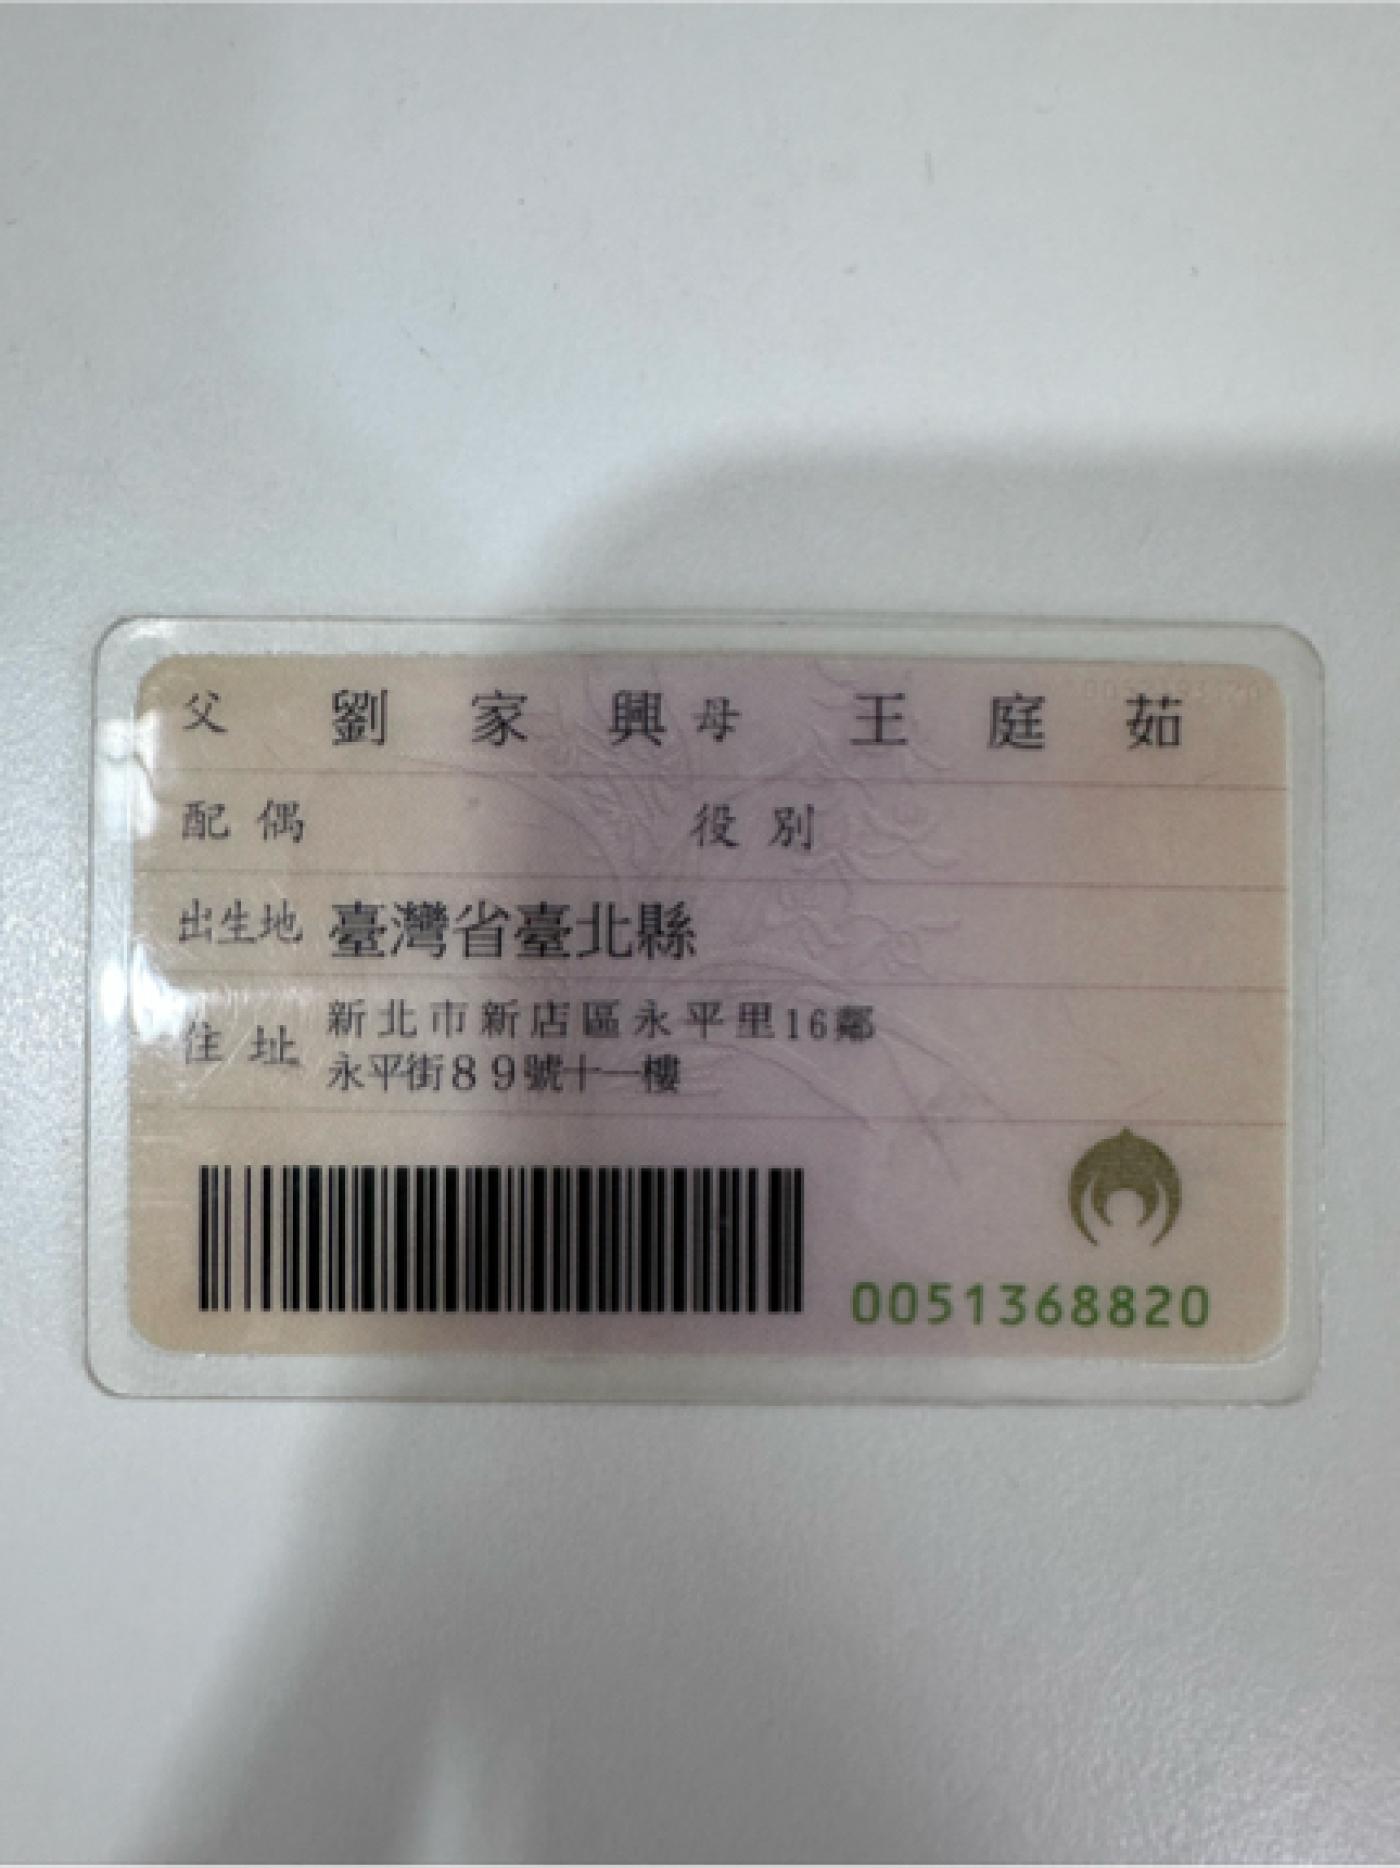 父 劉家興 母 王庭茹
配偶 役別
出生地 臺灣省臺北縣
住址 新北市新店區永平里16鄰
永平街89號十一樓
0051368820